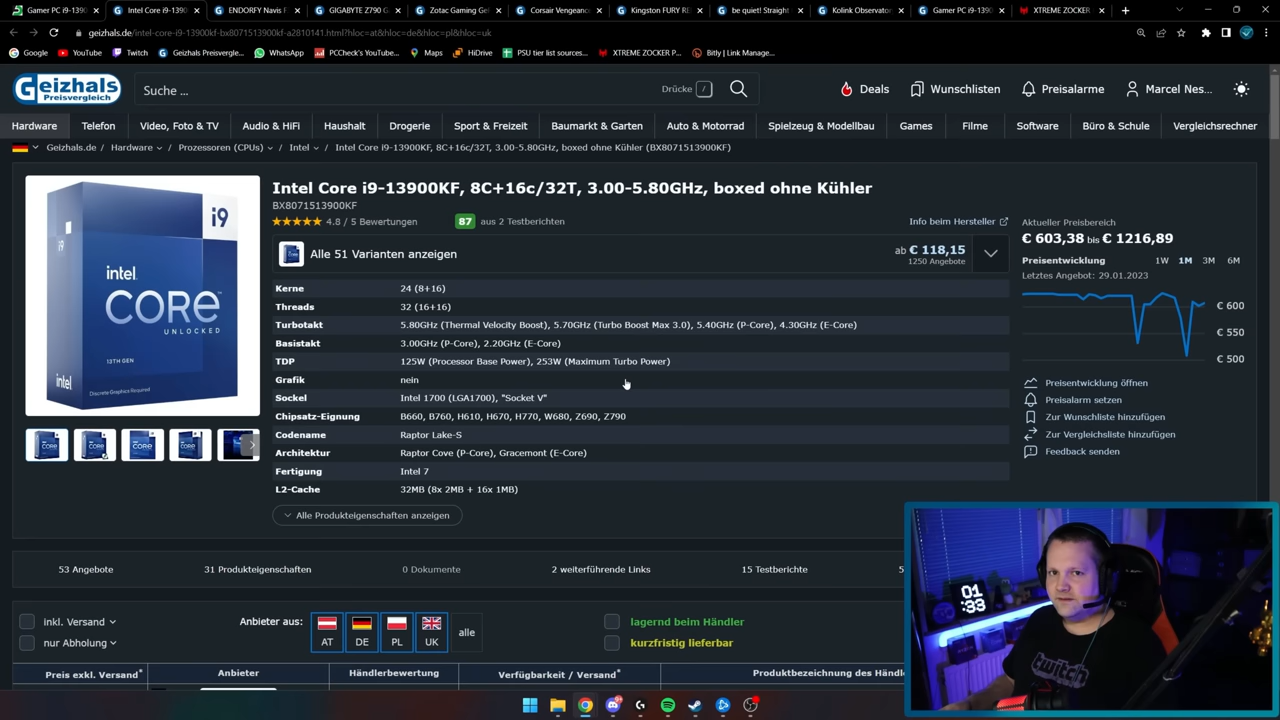 Gamer PC i9-1390
Intel Core i9-1390
ENDORFY Navis F
GIGABYTE Z790 G
Zotac Gaming Ge
Corsair Vengeanc
Kingston FURY RE
be quiet! Straight
Kolink Observator
Gamer PC i9-1390
XTREME ZOCKER
geizhals.de/intel-core-i9-13900kf-bx8071513900kf-a2810141.html?hloc=at&hloc=de&hloc=pl&hloc=uk
Google YouTube Twitch Geizhals Preisvergle... WhatsApp PCCheck's YouTube... Maps HiDrive PSU tier list sources... XTREME ZOCKER P... Bitly | Link Manage...
Geizhals
Preisvergleich
Suche ...
Drücke /
Deals
Wunschlisten
Preisalarme
Marcel Nes...
Hardware Telefon Video, Foto & TV Audio & HiFi Haushalt Drogerie Sport & Freizeit Baumarkt & Garten Auto & Motorrad Spielzeug & Modellbau Games Filme Software Büro & Schule Vergleichsrechner
Geizhals.de / Hardware / Prozessoren (CPUs) / Intel / Intel Core i9-13900KF, 8C+16c/32T, 3.00-5.80GHz, boxed ohne Kühler (BX8071513900KF)
i9
i9
intel
CORE
UNLOCKED
13TH GEN
intel
Discrete Graphics Required
Intel Core i9-13900KF, 8C+16c/32T, 3.00-5.80GHz, boxed ohne Kühler
BX8071513900KF
4.8 / 5 Bewertungen
87 aus 2 Testberichten
Info beim Hersteller
Alle 51 Varianten anzeigen
ab € 118,15
1250 Angebote
Kerne 24 (8+16)
Threads 32 (16+16)
Turbotakt 5.80GHz (Thermal Velocity Boost), 5.70GHz (Turbo Boost Max 3.0), 5.40GHz (P-Core), 4.30GHz (E-Core)
Basistakt 3.00GHz (P-Core), 2.20GHz (E-Core)
TDP 125W (Processor Base Power), 253W (Maximum Turbo Power)
Grafik nein
Sockel Intel 1700 (LGA1700), "Socket V"
Chipsatz-Eignung B660, B760, H610, H670, H770, W680, Z690, Z790
Codename Raptor Lake-S
Architektur Raptor Cove (P-Core), Gracemont (E-Core)
Fertigung Intel 7
L2-Cache 32MB (8x 2MB + 16x 1MB)
Alle Produkteigenschaften anzeigen
Aktueller Preisbereich
€ 603,38 bis € 1216,89
Preisentwicklung 1W 1M 3M 6M
Letztes Angebot: 29.01.2023
€ 600
€ 550
€ 500
Preisentwicklung öffnen
Preisalarm setzen
Zur Wunschliste hinzufügen
Zur Vergleichsliste hinzufügen
Feedback senden
53 Angebote 31 Produkteigenschaften 0 Dokumente 2 weiterführende Links 15 Testberichte 5
inkl. Versand
nur Abholung
Anbieter aus:
AT DE PL UK alle
lagernd beim Händler
kurzfristig lieferbar
Preis exkl. Versand* Anbieter Händlerbewertung Verfügbarkeit / Versand* Produktbezeichnung des Händle
01
33
twitch